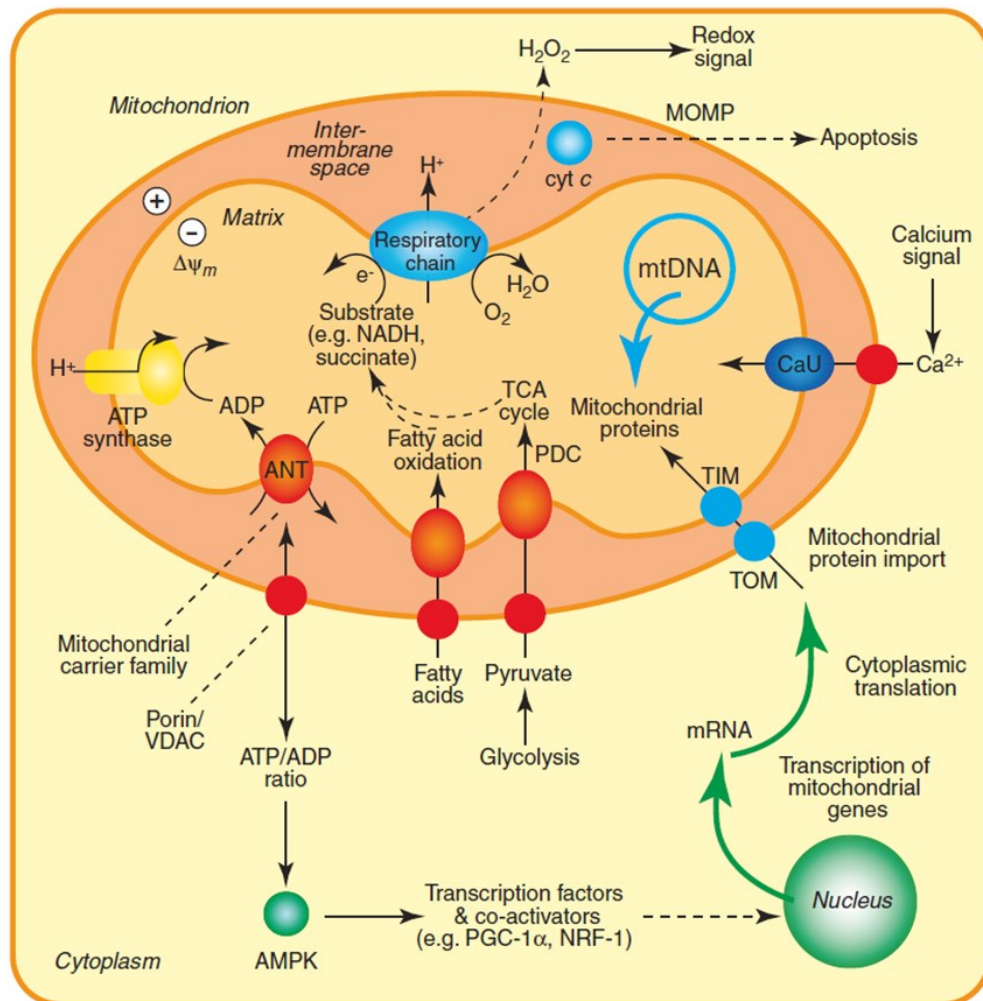 H₂O₂
Redox
signal
Mitochondrion
Inter-
membrane
space
MOMP
Apoptosis
cyt c
H⁺
+
−
Δψm
Matrix
Respiratory
chain
e⁻
H₂O
O₂
Substrate
(e.g. NADH,
succinate)
mtDNA
Calcium
signal
CaU
Ca²⁺
H⁺
ATP
synthase
ADP
ATP
ANT
TCA
cycle
Fatty acid
oxidation
PDC
Mitochondrial
proteins
TIM
TOM
Mitochondrial
protein import
Mitochondrial
carrier family
Porin/
VDAC
Fatty
acids
Pyruvate
Glycolysis
Cytoplasmic
translation
mRNA
ATP/ADP
ratio
Transcription of
mitochondrial
genes
Nucleus
AMPK
Transcription factors
& co-activators
(e.g. PGC-1α, NRF-1)
Cytoplasm